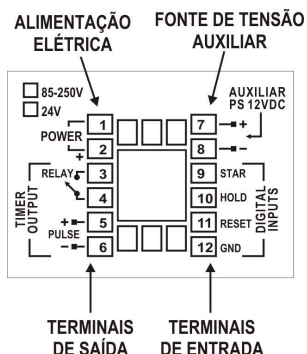 ALIMENTAÇÃO
ELÉTRICA
FONTE DE TENSÃO
AUXILIAR
85-250V
24V
AUXILIAR
PS 12VDC
POWER
1
2
+
RELAY
3
4
+
PULSE
5
-
6
TIMER
OUTPUT
7 +
8 -
9 STAR
10 HOLD
11 RESET
12 GND
DIGITAL
INPUTS
TERMINAIS
DE SAÍDA
TERMINAIS
DE ENTRADA